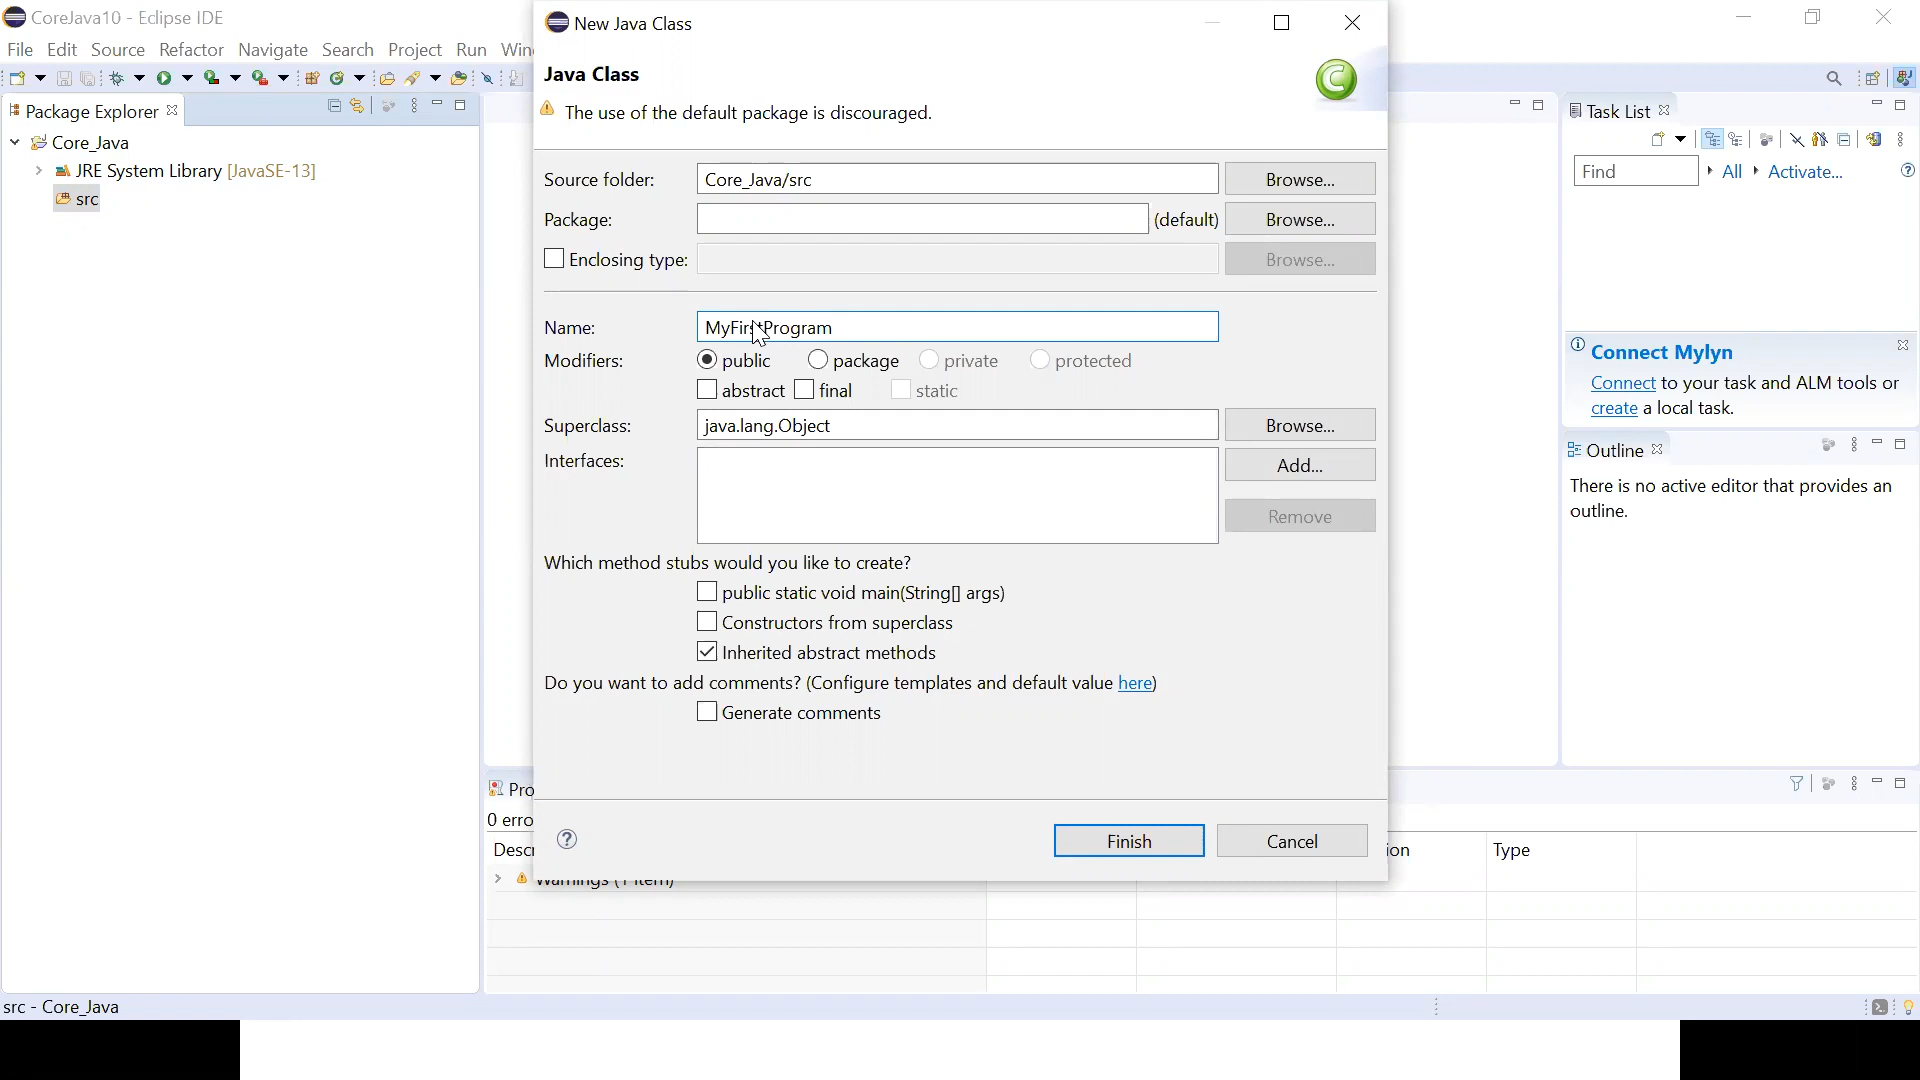 CoreJava10 - Eclipse IDE
File Edit Source Refactor Navigate Search Project Run
Package Explorer
Core_Java
JRE System Library [JavaSE-13]
src
New Java Class
Java Class
The use of the default package is discouraged.
Source folder: Core_Java/src Browse...
Package: (default) Browse...
Enclosing type: Browse...
Name: MyFirstProgram
Modifiers: public package private protected
abstract final static
Superclass: java.lang.Object Browse...
Interfaces: Add...
Remove
Which method stubs would you like to create?
public static void main(String[] args)
Constructors from superclass
Inherited abstract methods
Do you want to add comments? (Configure templates and default value here)
Generate comments
Finish Cancel
Task List
Find All Activate...
Connect Mylyn
Connect to your task and ALM tools or
create a local task.
Outline
There is no active editor that provides an
outline.
0 erro
Type
Warnings (1 item)
src - Core_Java